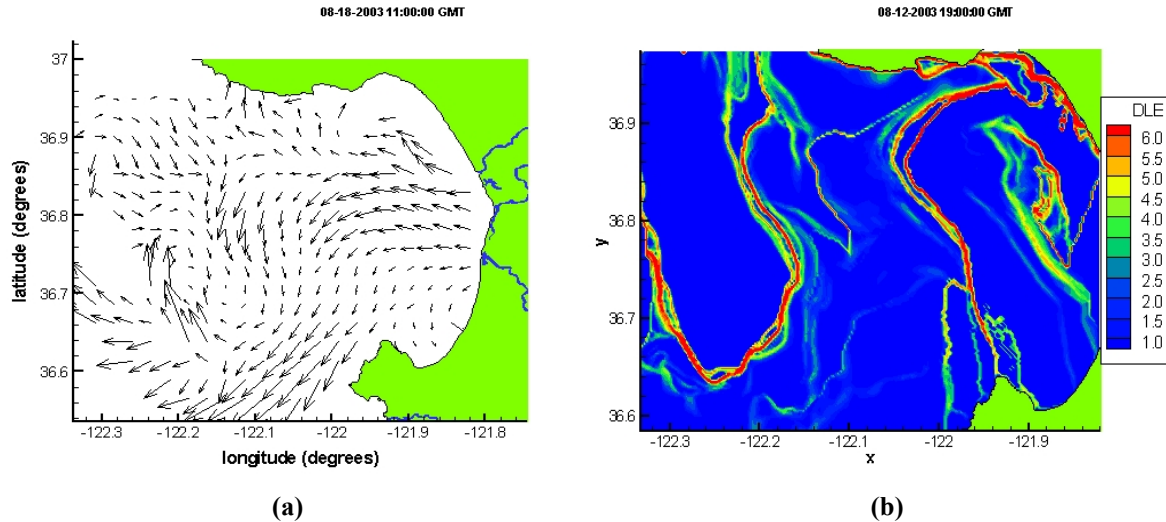 08-18-2003 11:00:00 GMT
37
36.9
36.8
36.7
36.6
-122.3 -122.2 -122.1 -122 -121.9 -121.8
latitude (degrees)
longitude (degrees)
(a)
08-12-2003 19:00:00 GMT
36.9
36.8
36.7
36.6
-122.3 -122.2 -122.1 -122 -121.9
y
x
DLE
6.0
5.5
5.0
4.5
4.0
3.5
3.0
2.5
2.0
1.5
1.0
(b)